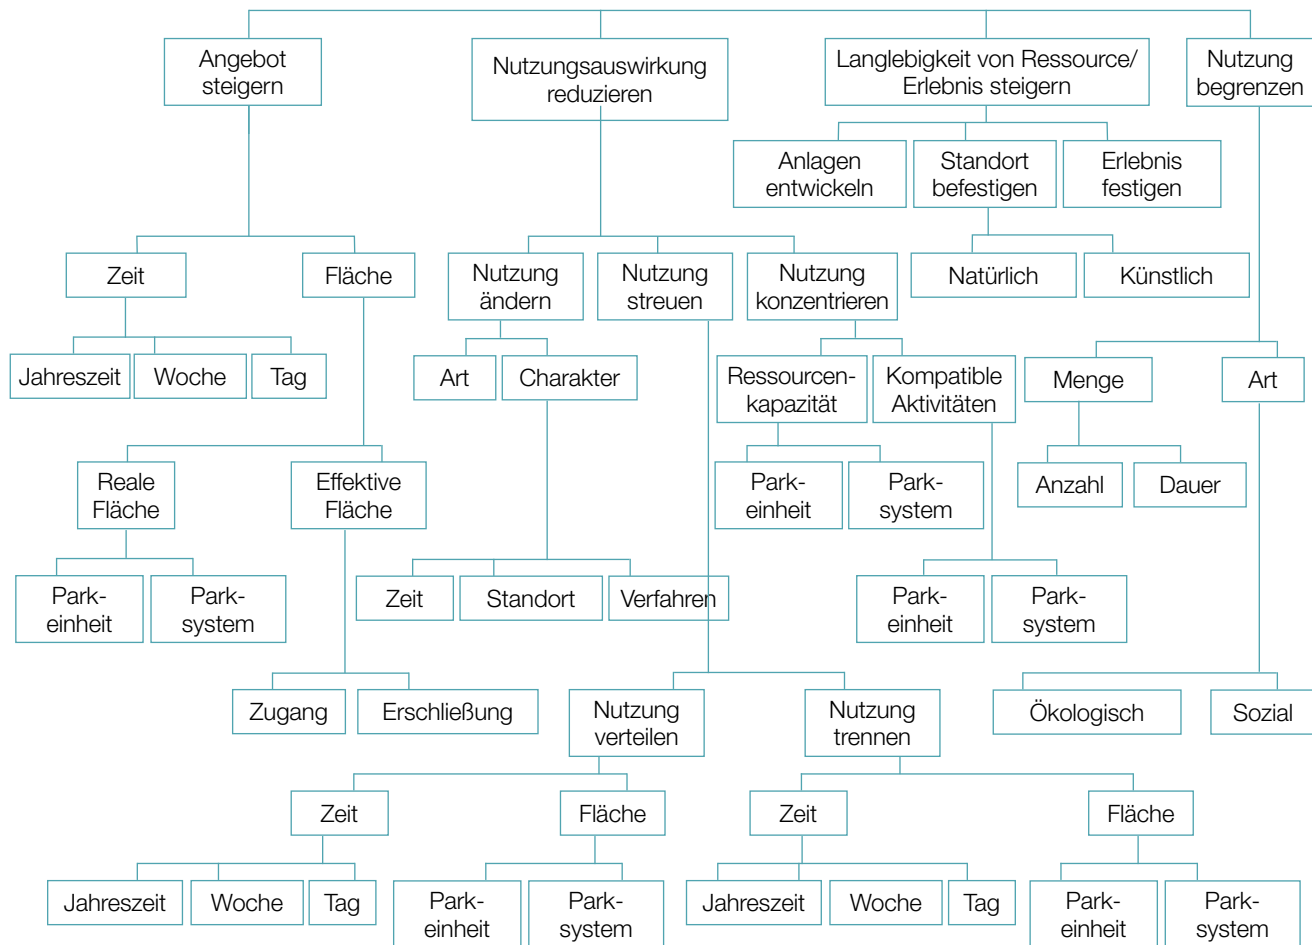 Angebot
steigern
Nutzungsauswirkung
reduzieren
Langlebigkeit von Ressource/
Erlebnis steigern
Nutzung
begrenzen
Anlagen
entwickeln
Standort
befestigen
Erlebnis
festigen
Zeit
Fläche
Nutzung
ändern
Nutzung
streuen
Nutzung
konzentrieren
Natürlich
Künstlich
Jahreszeit
Woche
Tag
Art
Charakter
Ressourcen-
kapazität
Kompatible
Aktivitäten
Menge
Art
Reale
Fläche
Effektive
Fläche
Park-
einheit
Park-
system
Anzahl
Dauer
Park-
einheit
Park-
system
Zeit
Standort
Verfahren
Park-
einheit
Park-
system
Zugang
Erschließung
Nutzung
verteilen
Nutzung
trennen
Ökologisch
Sozial
Zeit
Fläche
Zeit
Fläche
Jahreszeit
Woche
Tag
Park-
einheit
Park-
system
Jahreszeit
Woche
Tag
Park-
einheit
Park-
system